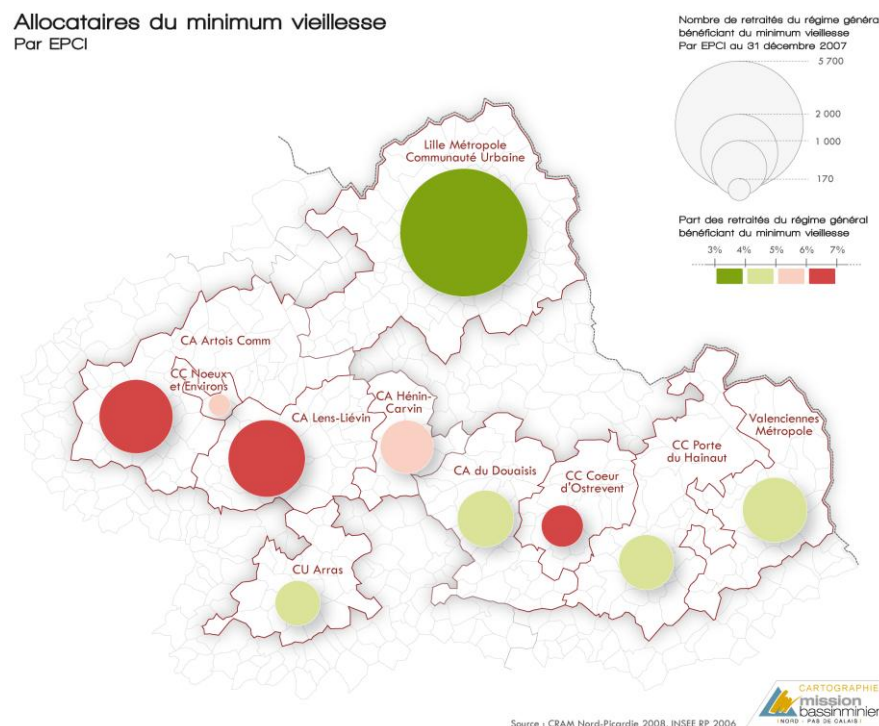 Allocataires du minimum vieillesse
Par EPCI
Nombre de retraités du régime général
bénéficiant du minimum vieillesse
Par EPCI au 31 décembre 2007
5 700
2 000
1 000
170
Part des retraités du régime général
bénéficiant du minimum vieillesse
3% 4% 5% 6% 7%
Lille Métropole
Communauté Urbaine
CA Artois Comm
CC Noeux
et Environs
CA Lens-Liévin
CA Hénin-
Carvin
CA du Douaisis
CC Coeur
d'Ostrevent
CC Porte
du Hainaut
Valenciennes
Métropole
CU Arras
Source : CRAM Nord-Picardie 2008, INSEE RP 2006
CARTOGRAPHIE
mission
bassinminier
NORD - PAS DE CALAIS